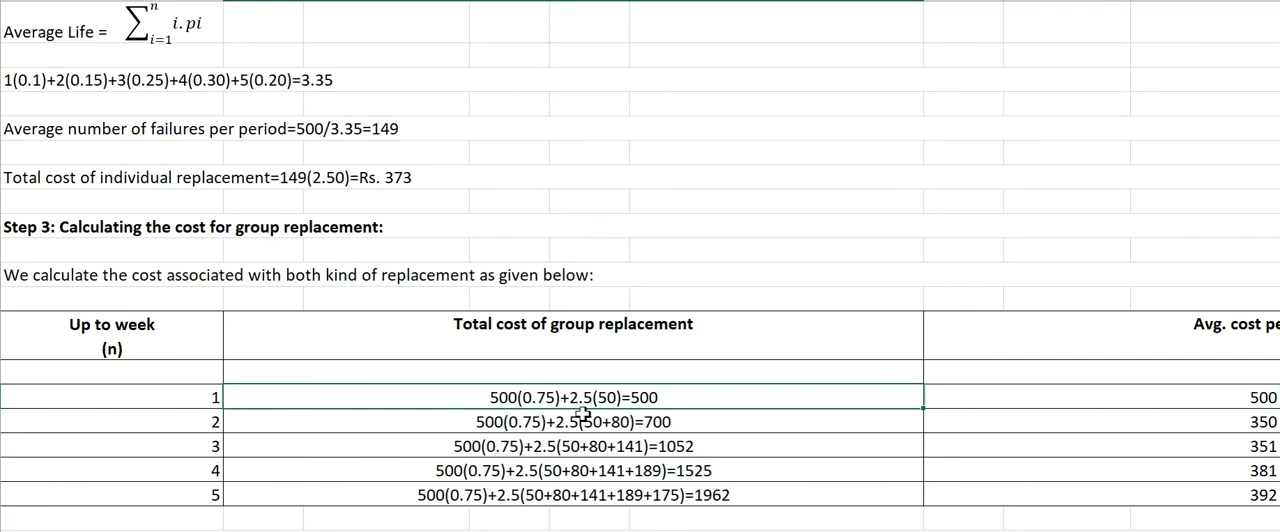 Average Life = ∑ⁿᵢ₌₁ i.pi
1(0.1)+2(0.15)+3(0.25)+4(0.30)+5(0.20)=3.35
Average number of failures per period=500/3.35=149
Total cost of individual replacement=149(2.50)=Rs. 373
Step 3: Calculating the cost for group replacement:
We calculate the cost associated with both kind of replacement as given below:
Up to week (n) Total cost of group replacement Avg. cost pe
1 500(0.75)+2.5(50)=500 500
2 500(0.75)+2.5(50+80)=700 350
3 500(0.75)+2.5(50+80+141)=1052 351
4 500(0.75)+2.5(50+80+141+189)=1525 381
5 500(0.75)+2.5(50+80+141+189+175)=1962 392